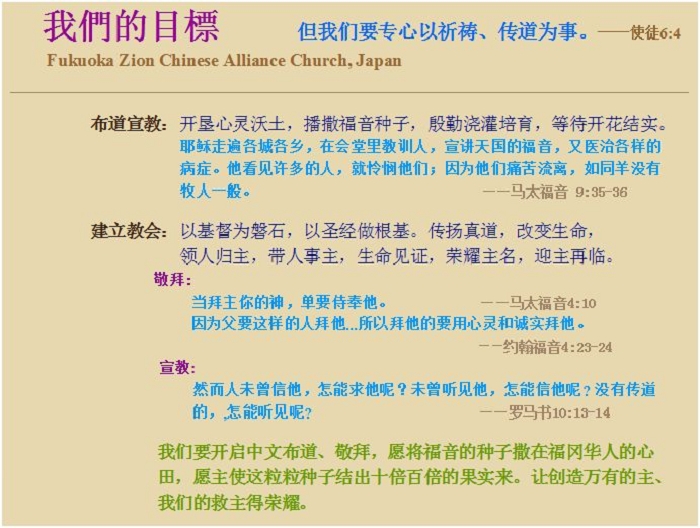 我們的目標 但我们要专心以祈祷、传道为事。——使徒6:4
Fukuoka Zion Chinese Alliance Church, Japan
布道宣教：开垦心灵沃土，播撒福音种子，殷勤浇灌培育，等待开花结实。
耶稣走遍各城各乡，在会堂里教训人，宣讲天国的福音，又医治各样的
病症。他看见许多的人，就怜悯他们；因为他们痛苦流离，如同羊没有
牧人一般。 ——马太福音 9:35-36
建立教会：以基督为磐石，以圣经做根基。传扬真道，改变生命，
领人归主，带人事主，生命见证，荣耀主名，迎主再临。
敬拜：
当拜主你的神，单要侍奉他。 ——马太福音4:10
因为父要这样的人拜他...所以拜他的要用心灵和诚实拜他。
——约翰福音4:23-24
宣教：
然而人未曾信他，怎能求他呢？未曾听见他，怎能信他呢？没有传道
的，怎能听见呢？ ——罗马书10:13-14
我们要开启中文布道、敬拜，愿将福音的种子撒在福冈华人的心
田，愿主使这粒粒种子结出十倍百倍的果实来。让创造万有的主、
我们的救主得荣耀。